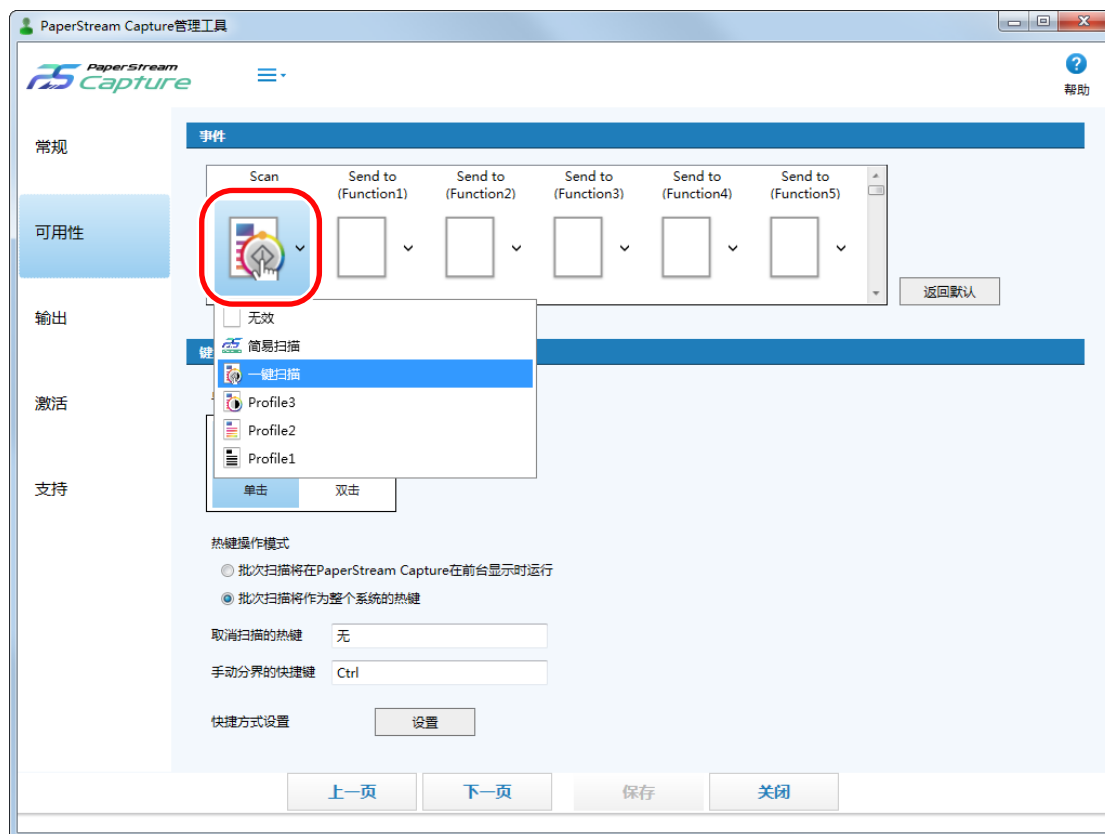 PaperStream Capture管理工具
PaperStream
Capture
帮助
常规
可用性
输出
激活
支持
事件
Scan
Send to
(Function1)
Send to
(Function2)
Send to
(Function3)
Send to
(Function4)
Send to
(Function5)
返回默认
无效
简易扫描
一键扫描
Profile3
Profile2
Profile1
键
单击
双击
热键操作模式
批次扫描将在PaperStream Capture在前台显示时运行
批次扫描将作为整个系统的热键
取消扫描的热键
无
手动分界的快捷键
Ctrl
快捷方式设置
设置
上一页
下一页
保存
关闭